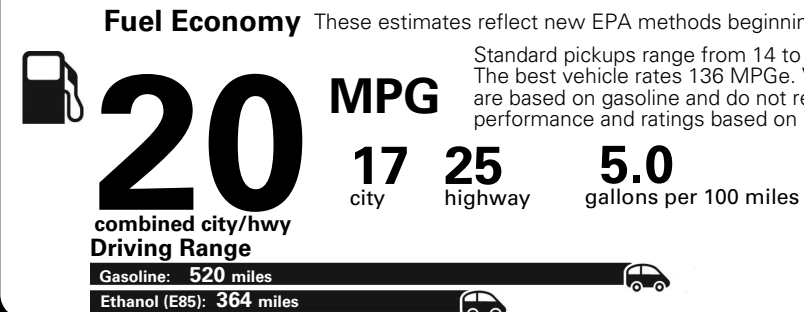 Fuel Economy These estimates reflect new EPA methods beginnin
Standard pickups range from 14 to
The best vehicle rates 136 MPGe. V
are based on gasoline and do not re
performance and ratings based on
20 MPG
17 25 5.0
city highway gallons per 100 miles
combined city/hwy
Driving Range
Gasoline: 520 miles
Ethanol (E85): 364 miles